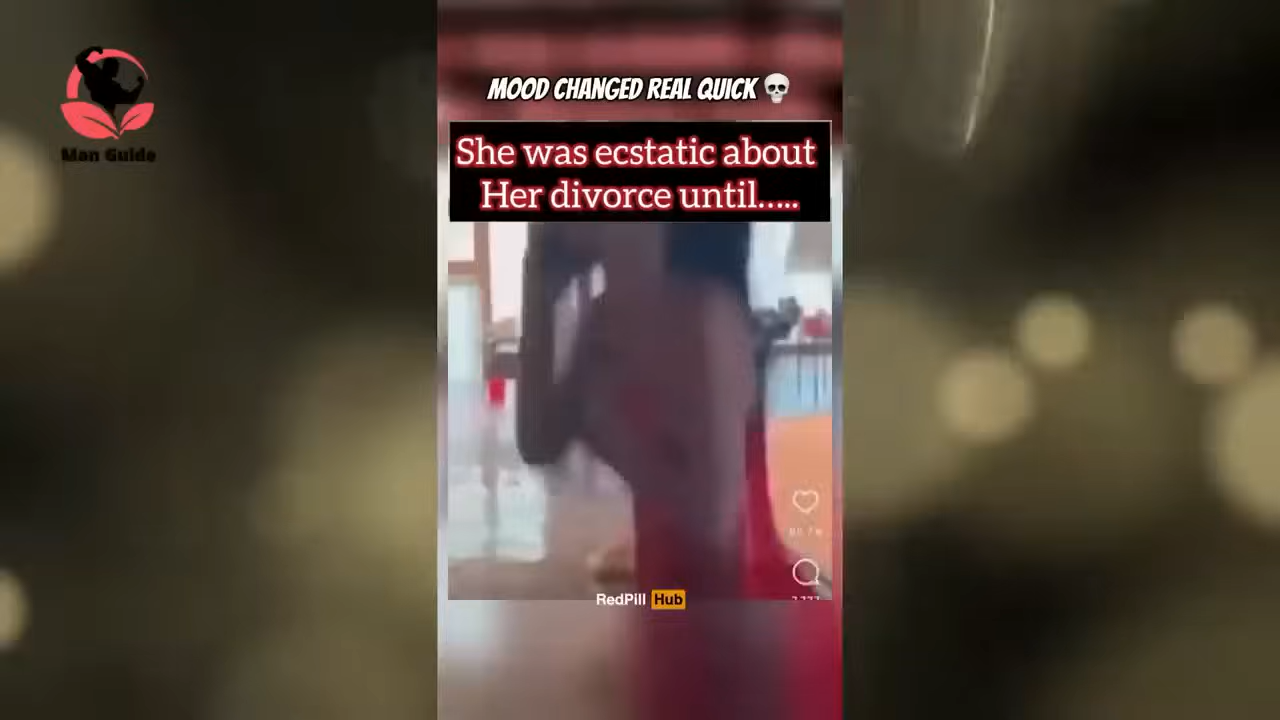 MOOD CHANGED REAL QUICK 💀
She was ecstatic about
Her divorce until.....
Man Guide
RedPill Hub